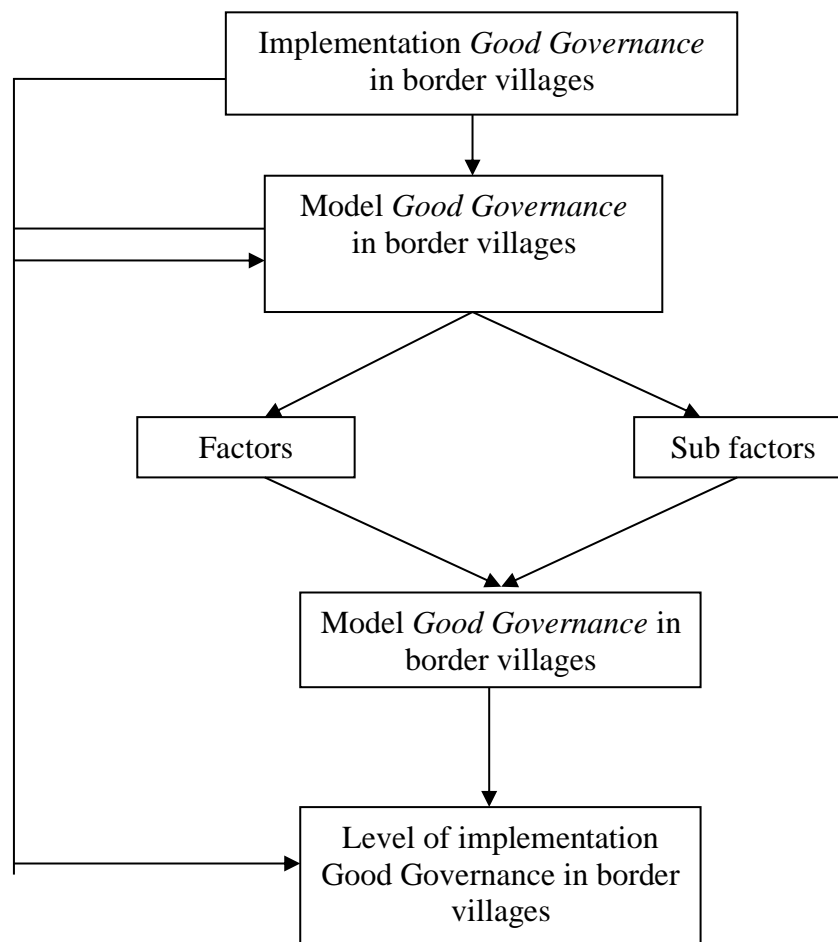 Implementation Good Governance
in border villages
Model Good Governance
in border villages
Factors
Sub factors
Model Good Governance in
border villages
Level of implementation
Good Governance in border
villages